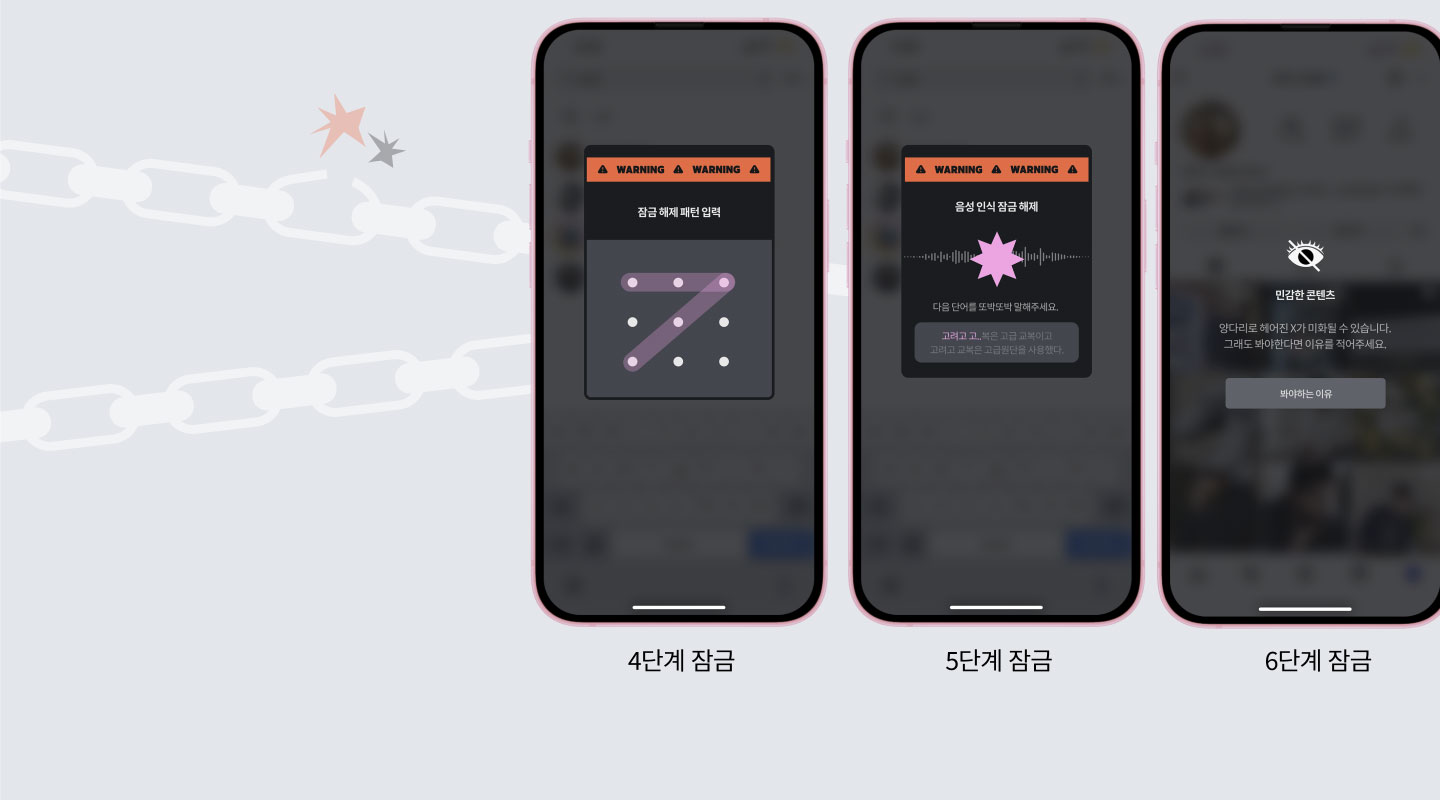 WARNING WARNING
잠금 해제 패턴 입력
4단계 잠금
WARNING WARNING
음성 인식 잠금 해제
다음 단어를 또박또박 말해주세요.
고려고 고..복은 고급 교복이고
고려고 교복은 고급원단을 사용했다.
5단계 잠금
민감한 콘텐츠
양다리로 헤어진 X가 미화될 수 있습니다.
그래도 봐야한다면 이유를 적어주세요.
봐야하는 이유
6단계 잠금